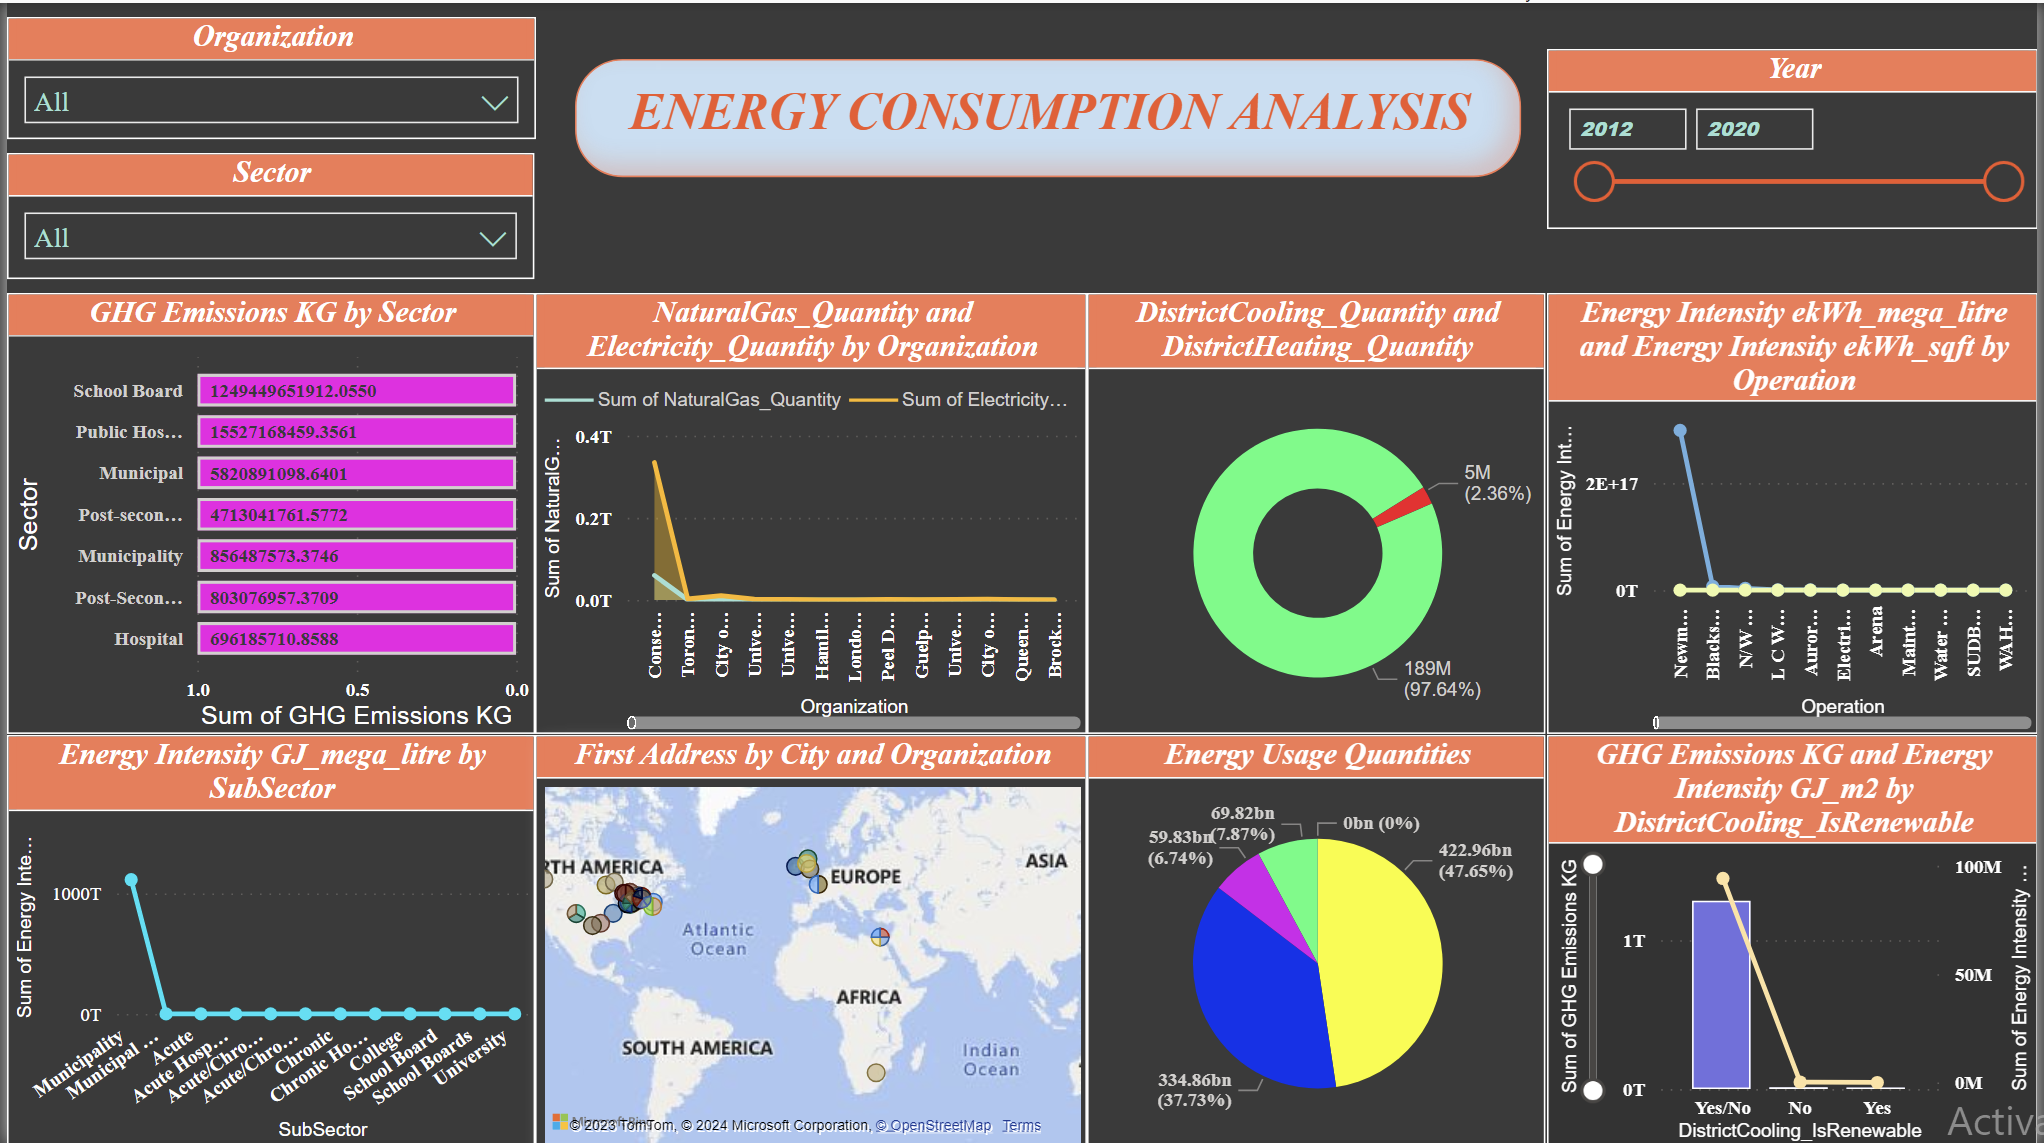 Organization
All
Sector
All
ENERGY CONSUMPTION ANALYSIS
Year
2012
2020
GHG Emissions KG by Sector
Sector
School Board
1249449651912.0550
Public Hos...
15527168459.3561
Municipal
5820891098.6401
Post-secon...
4713041761.5772
Municipality
856487573.3746
Post-Secon...
803076957.3709
Hospital
696185710.8588
1.0
0.5
0.0
Sum of GHG Emissions KG
NaturalGas_Quantity and
Electricity_Quantity by Organization
Sum of NaturalGas_Quantity
Sum of Electricity...
Sum of NaturalG...
0.4T
0.2T
0.0T
Conse...
Toron...
City o...
Unive...
Unive...
Hamil...
Londo...
Peel D...
Guelp...
Unive...
City o...
Queen...
Brock...
Organization
DistrictCooling_Quantity and
DistrictHeating_Quantity
5M
(2.36%)
189M
(97.64%)
Energy Intensity ekWh_mega_litre
and Energy Intensity ekWh_sqft by
Operation
Sum of Energy Int...
2E+17
0T
Newm...
Blacks...
N/W ...
L C W...
Auror...
Electri...
Arena
Maint...
Water ...
SUDB...
WAH...
Operation
Energy Intensity GJ_mega_litre by
SubSector
Sum of Energy Inte...
1000T
0T
Municipality
Municipal ...
Acute
Acute Hosp...
Acute/Chro...
Acute/Chro...
Chronic
Chronic Ho...
College
School Board
School Boards
University
SubSector
First Address by City and Organization
RTH AMERICA
EUROPE
ASIA
Atlantic
Ocean
AFRICA
SOUTH AMERICA
Indian
Ocean
Microsoft Bing
© 2023 TomTom, © 2024 Microsoft Corporation, © OpenStreetMap Terms
Energy Usage Quantities
69.82bn
(7.87%)
0bn (0%)
59.83bn
(6.74%)
422.96bn
(47.65%)
334.86bn
(37.73%)
GHG Emissions KG and Energy
Intensity GJ_m2 by
DistrictCooling_IsRenewable
Sum of GHG Emissions KG
1T
0T
100M
50M
0M
Sum of Energy Intensity ...
Yes/No
No
Yes
DistrictCooling_IsRenewable
Activa